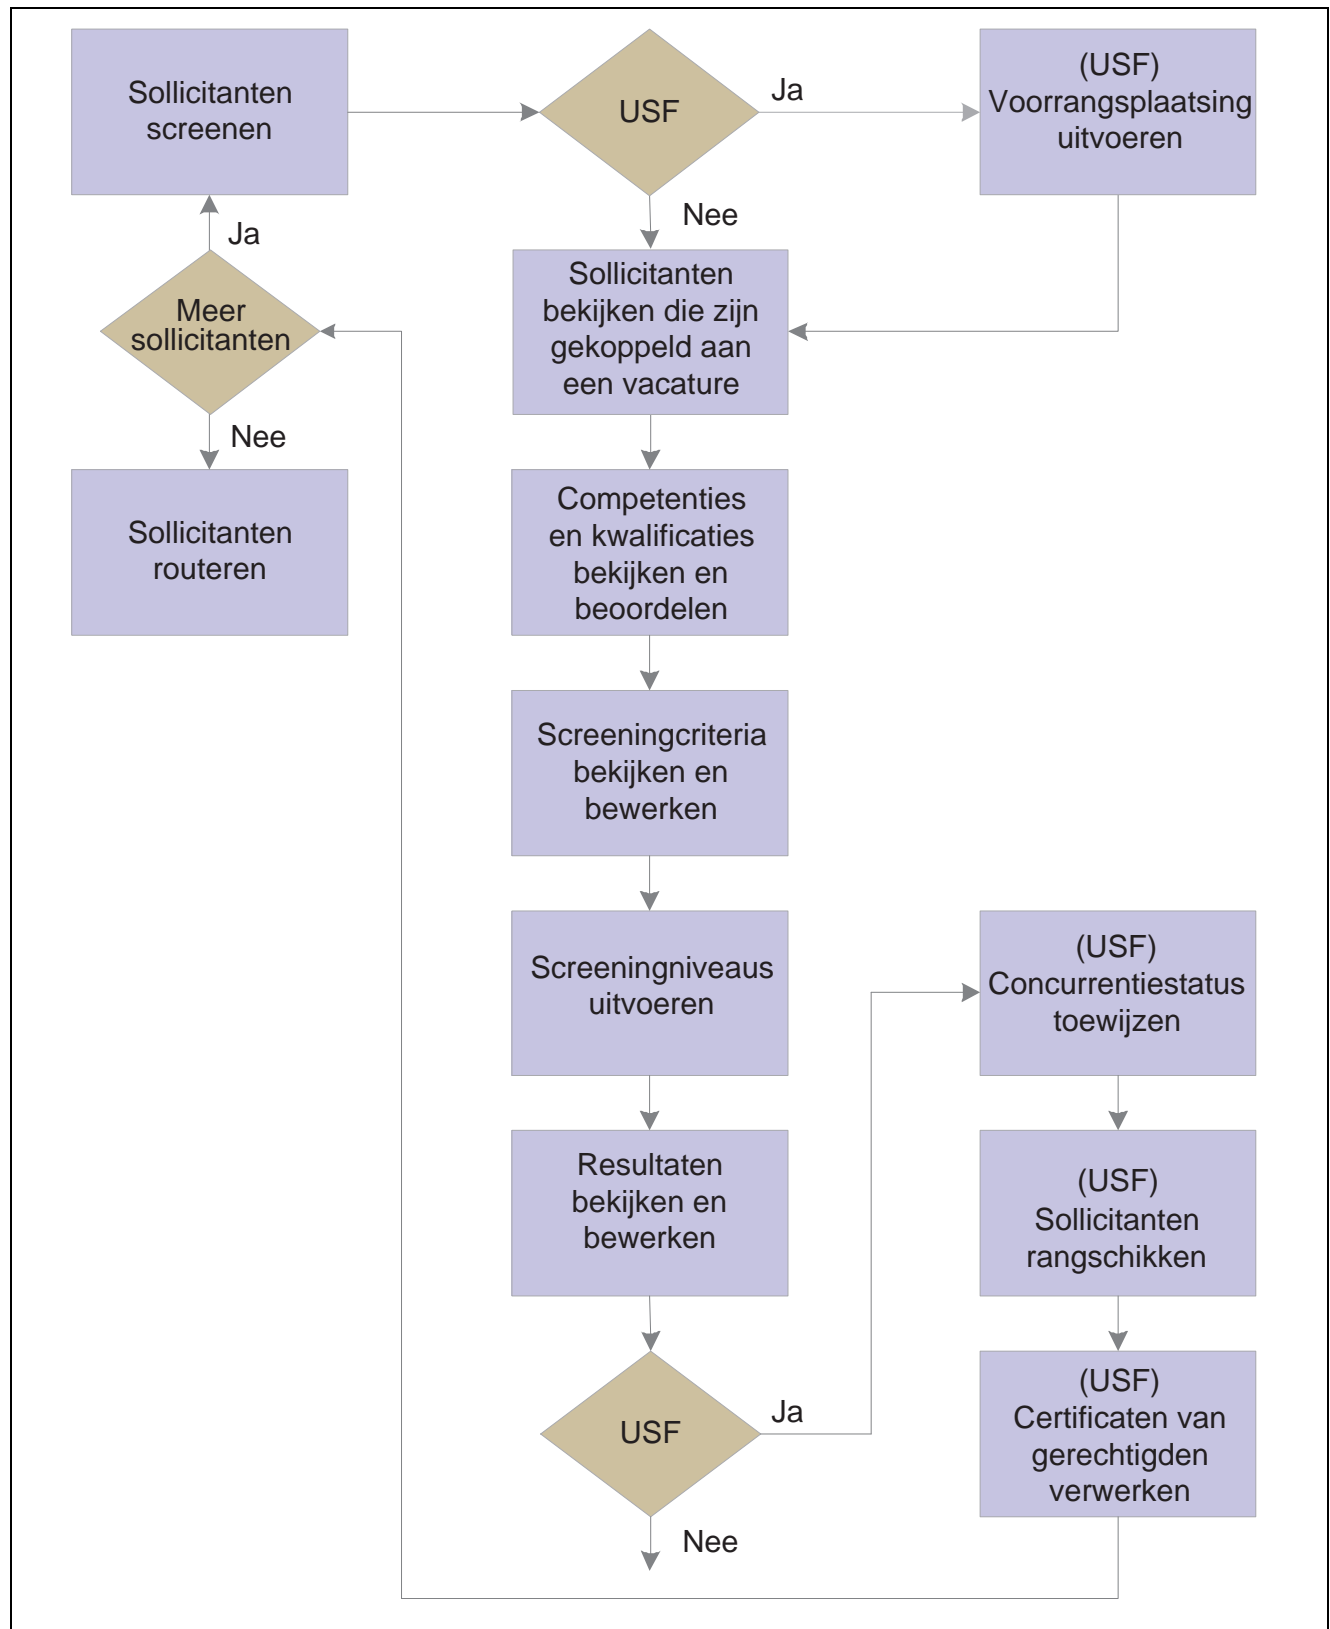 Sollicitanten
screenen
USF
Ja
(USF)
Voorrangsplaatsing
uitvoeren
Nee
Ja
Meer
sollicitanten
Nee
Sollicitanten
routeren
Sollicitanten
bekijken die zijn
gekoppeld aan
een vacature
Competenties
en kwalificaties
bekijken en
beoordelen
Screeningcriteria
bekijken en
bewerken
Screeningniveaus
uitvoeren
Resultaten
bekijken en
bewerken
USF
Ja
Nee
(USF)
Concurrentiestatus
toewijzen
(USF)
Sollicitanten
rangschikken
(USF)
Certificaten van
gerechtigden
verwerken